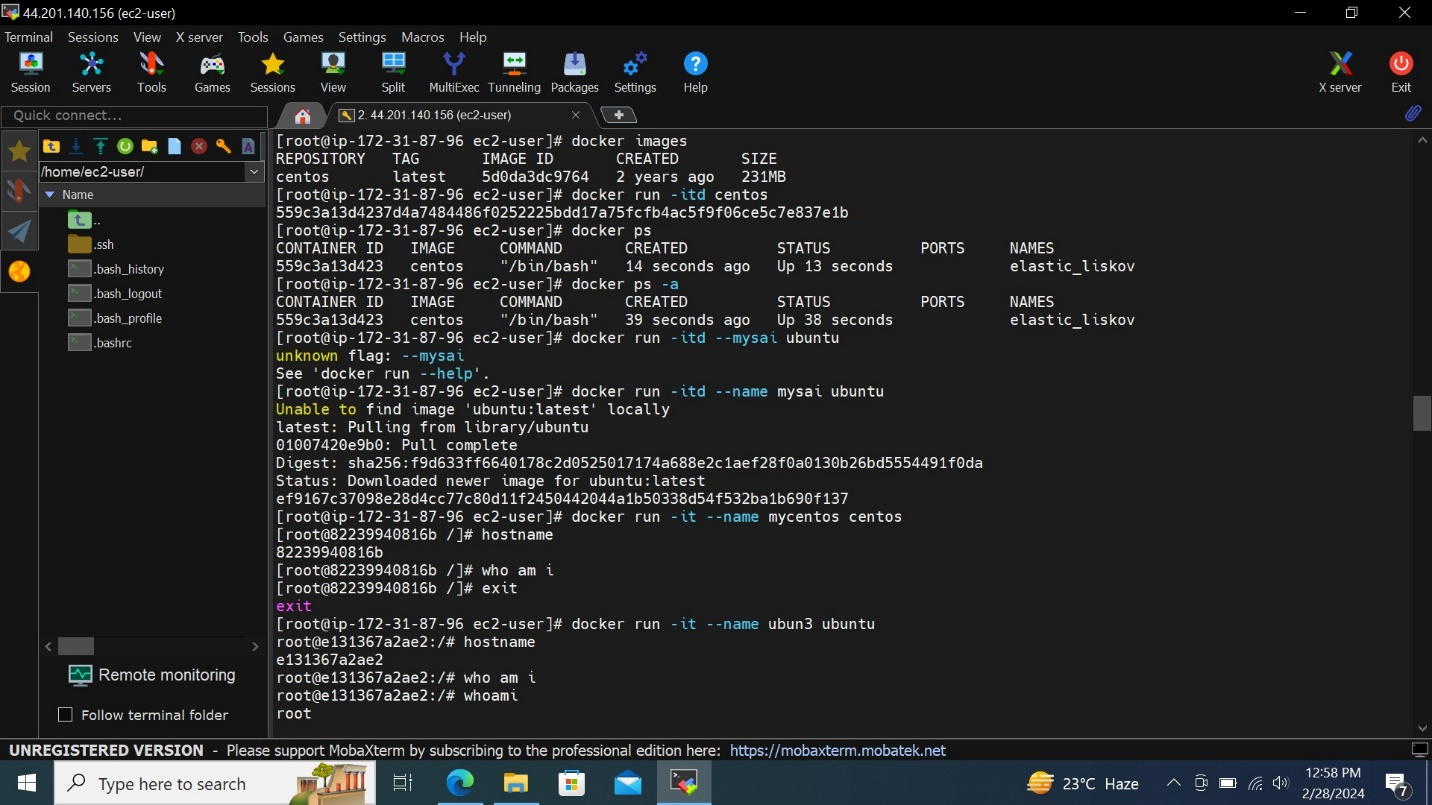 44.201.140.156 (ec2-user)
Terminal Sessions View X server Tools Games Settings Macros Help
Session Servers Tools Games Sessions View Split MultiExec Tunneling Packages Settings Help X server Exit
Quick connect...
2. 44.201.140.156 (ec2-user)
/home/ec2-user/
Name
..
.ssh
.bash_history
.bash_logout
.bash_profile
.bashrc
Remote monitoring
Follow terminal folder
[root@ip-172-31-87-96 ec2-user]# docker images
REPOSITORY TAG IMAGE ID CREATED SIZE
centos latest 5d0da3dc9764 2 years ago 231MB
[root@ip-172-31-87-96 ec2-user]# docker run -itd centos
559c3a13d4237d4a7484486f0252225bdd17a75fcfb4ac5f9f06ce5c7e837e1b
[root@ip-172-31-87-96 ec2-user]# docker ps
CONTAINER ID IMAGE COMMAND CREATED STATUS PORTS NAMES
559c3a13d423 centos "/bin/bash" 14 seconds ago Up 13 seconds elastic_liskov
[root@ip-172-31-87-96 ec2-user]# docker ps -a
CONTAINER ID IMAGE COMMAND CREATED STATUS PORTS NAMES
559c3a13d423 centos "/bin/bash" 39 seconds ago Up 38 seconds elastic_liskov
[root@ip-172-31-87-96 ec2-user]# docker run -itd --mysai ubuntu
unknown flag: --mysai
See 'docker run --help'.
[root@ip-172-31-87-96 ec2-user]# docker run -itd --name mysai ubuntu
Unable to find image 'ubuntu:latest' locally
latest: Pulling from library/ubuntu
01007420e9b0: Pull complete
Digest: sha256:f9d633ff6640178c2d0525017174a688e2c1aef28f0a0130b26bd5554491f0da
Status: Downloaded newer image for ubuntu:latest
ef9167c37098e28d4cc77c80d11f2450442044a1b50338d54f532ba1b690f137
[root@ip-172-31-87-96 ec2-user]# docker run -it --name mycentos centos
[root@82239940816b /]# hostname
82239940816b
[root@82239940816b /]# who am i
[root@82239940816b /]# exit
exit
[root@ip-172-31-87-96 ec2-user]# docker run -it --name ubun3 ubuntu
root@e131367a2ae2:/# hostname
e131367a2ae2
root@e131367a2ae2:/# who am i
root@e131367a2ae2:/# whoami
root
UNREGISTERED VERSION - Please support MobaXterm by subscribing to the professional edition here: https://mobaxterm.mobatek.net
Type here to search
23°C Haze
12:58 PM
2/28/2024
7